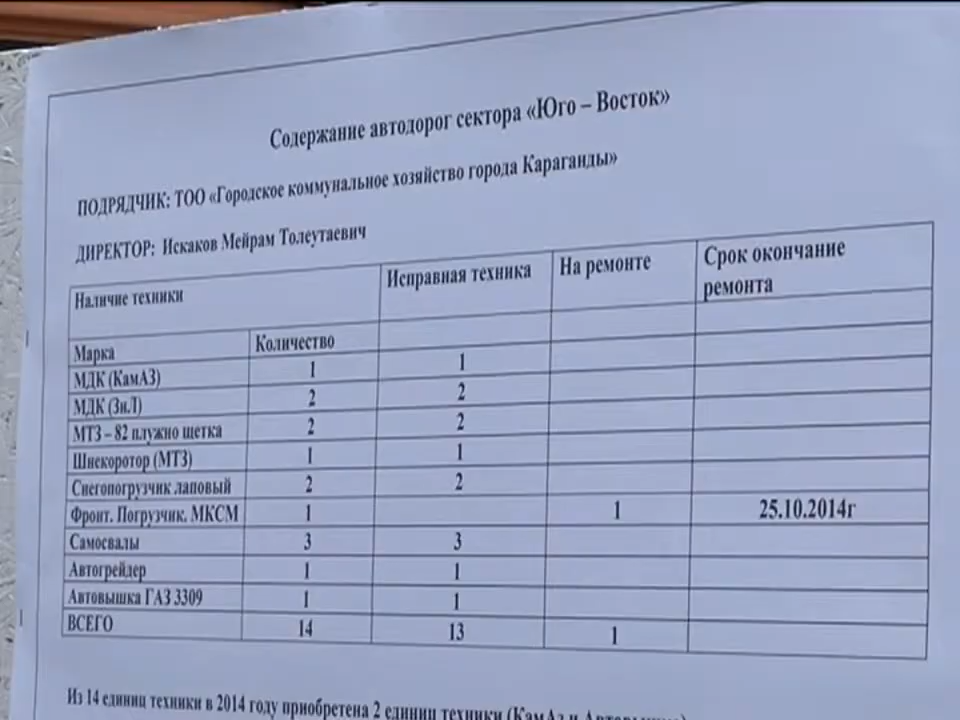 Содержание автодорог сектора «Юго – Восток»
ПОДРЯДЧИК: ТОО «Городское коммунальное хозяйство города Караганды»
ДИРЕКТОР: Искаков Мейрам Толеутаевич
Наличие техники Исправная техника На ремонте Срок окончание
ремонта
Марка Количество
МДК (КамАЗ) 1 1
МДК (ЗиЛ) 2 2
МТЗ – 82 плужно щетка 2 2
Шнекоротор (МТЗ) 1 1
Снегопогрузчик лаповый 2 2
Фронт. Погрузчик. МКСМ 1 1 25.10.2014г
Самосвалы 3 3
Автогрейдер 1 1
Автовышка ГАЗ 3309 1 1
ВСЕГО 14 13 1
Из 14 единиц техники в 2014 году приобретена 2 единиц техники (КамАз и